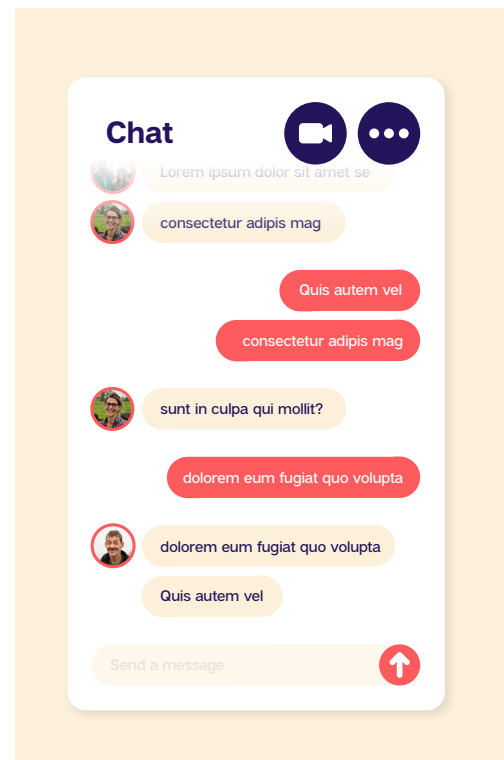 Chat
Lorem ipsum dolor sit amet se
consectetur adipis mag
Quis autem vel
consectetur adipis mag
sunt in culpa qui mollit?
dolorem eum fugiat quo volupta
dolorem eum fugiat quo volupta
Quis autem vel
Send a message